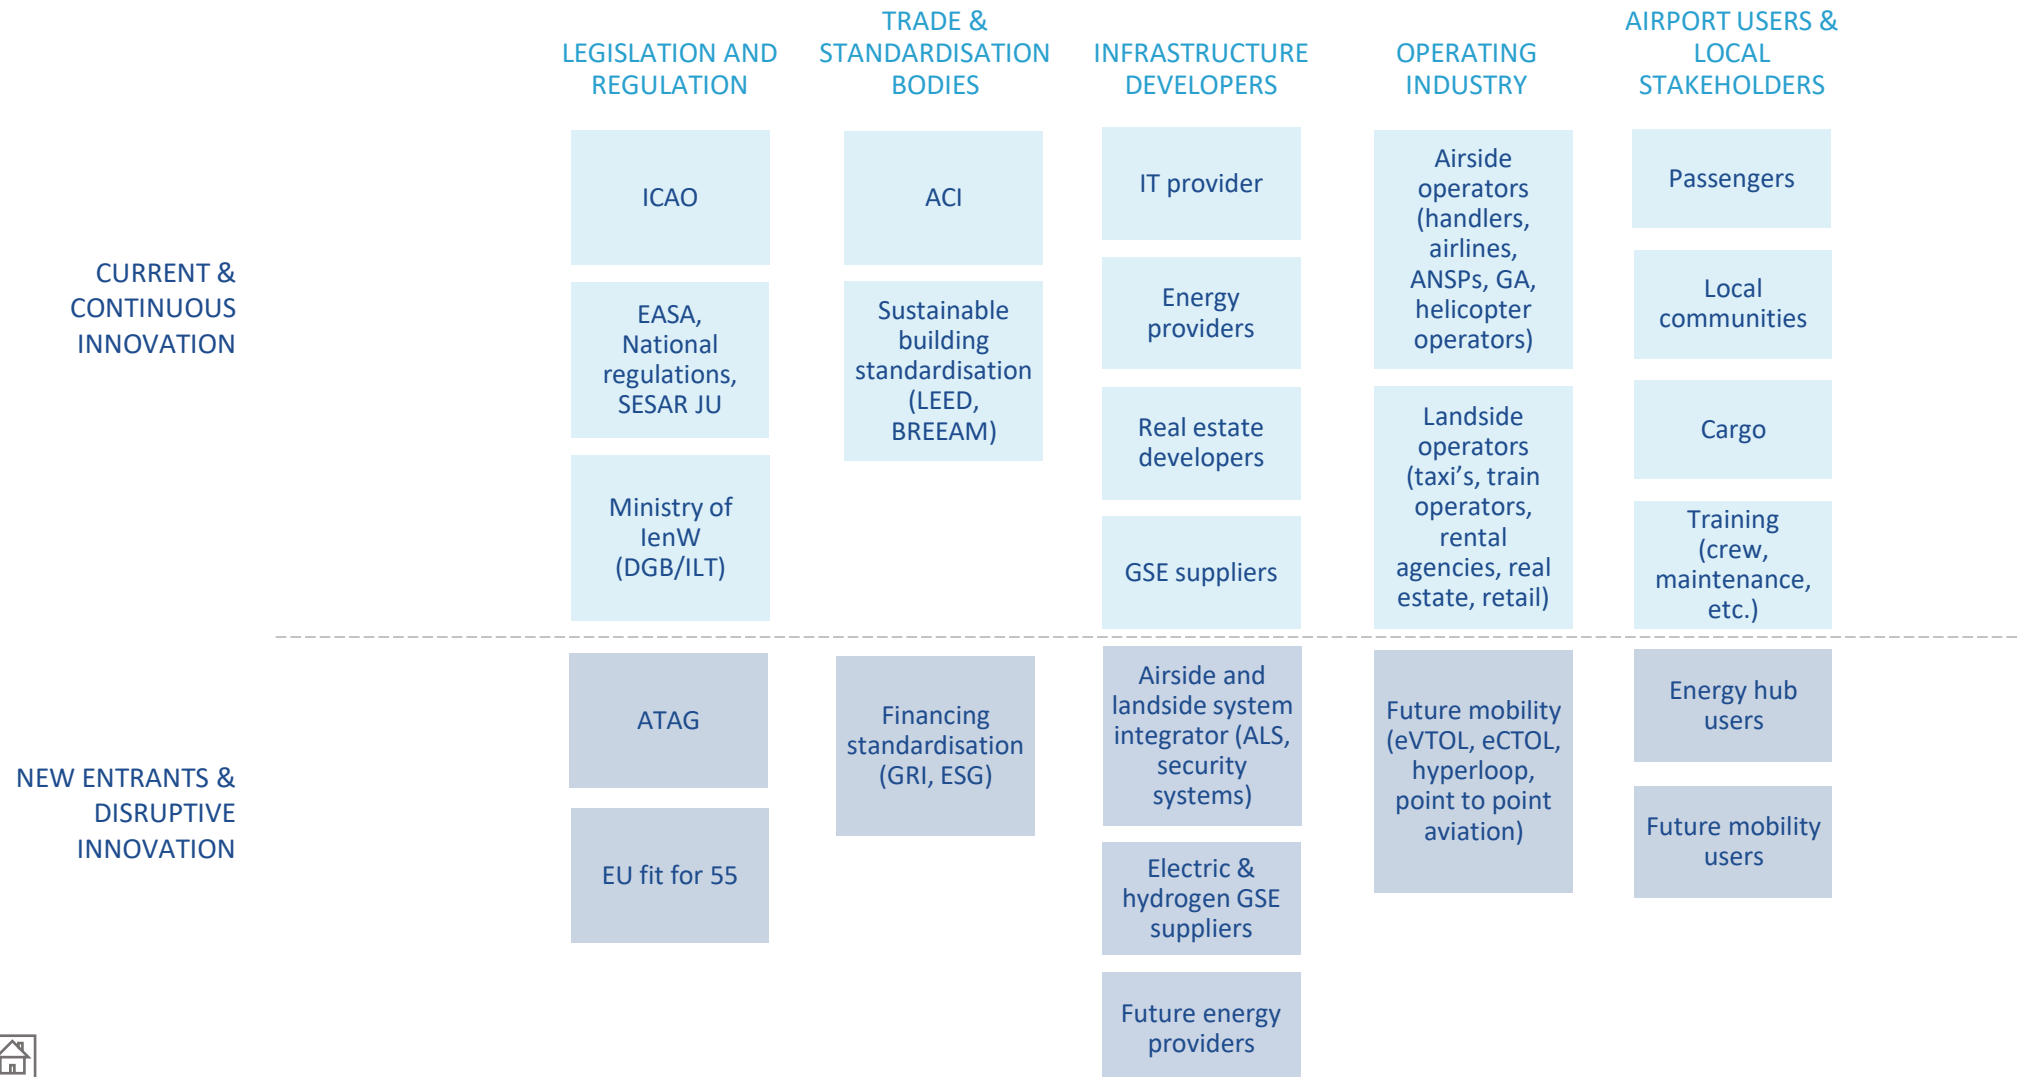 LEGISLATION AND
REGULATION
TRADE &
STANDARDISATION
BODIES
INFRASTRUCTURE
DEVELOPERS
OPERATING
INDUSTRY
AIRPORT USERS &
LOCAL
STAKEHOLDERS
CURRENT &
CONTINUOUS
INNOVATION
ICAO
EASA,
National
regulations,
SESAR JU
Ministry of
IenW
(DGB/ILT)
ACI
Sustainable
building
standardisation
(LEED,
BREEAM)
IT provider
Energy
providers
Real estate
developers
GSE suppliers
Airside
operators
(handlers,
airlines,
ANSPs, GA,
helicopter
operators)
Landside
operators
(taxi’s, train
operators,
rental
agencies, real
estate, retail)
Passengers
Local
communities
Cargo
Training
(crew,
maintenance,
etc.)
NEW ENTRANTS &
DISRUPTIVE
INNOVATION
ATAG
EU fit for 55
Financing
standardisation
(GRI, ESG)
Airside and
landside system
integrator (ALS,
security
systems)
Electric &
hydrogen GSE
suppliers
Future energy
providers
Future mobility
(eVTOL, eCTOL,
hyperloop,
point to point
aviation)
Energy hub
users
Future mobility
users